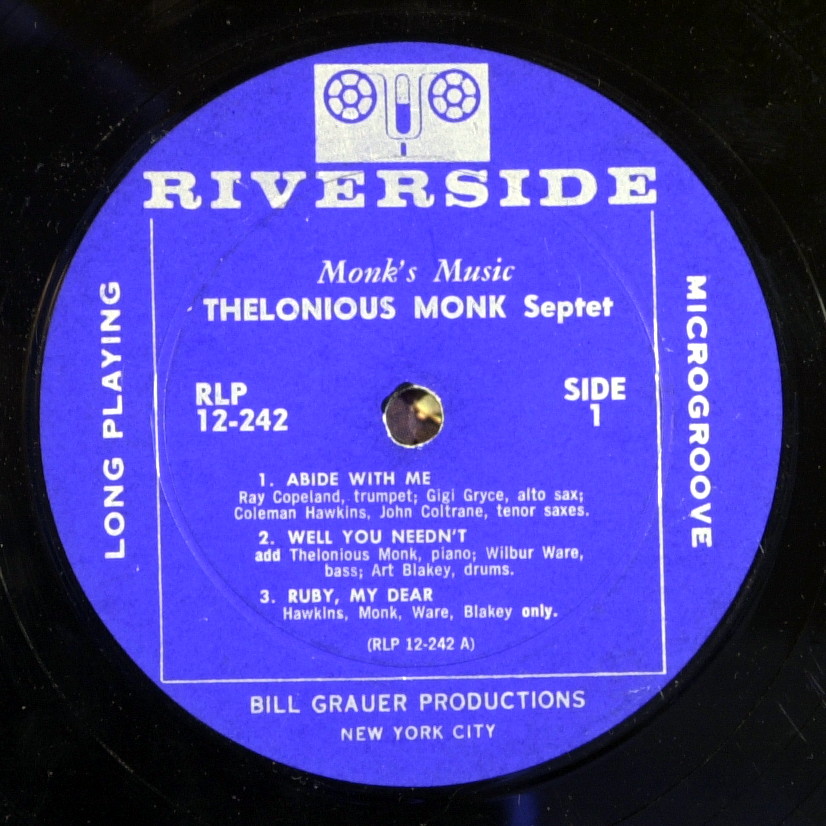 RIVERSIDE
Monk's Music
THELONIOUS MONK Septet
LONG PLAYING
MICROGROOVE
RLP
12-242
SIDE
1
1. ABIDE WITH ME
Ray Copeland, trumpet; Gigi Gryce, alto sax;
Coleman Hawkins, John Coltrane, tenor saxes.
2. WELL YOU NEEDN'T
add Thelonious Monk, piano; Wilbur Ware,
bass; Art Blakey, drums.
3. RUBY, MY DEAR
Hawkins, Monk, Ware, Blakey only.
(RLP 12-242 A)
BILL GRAUER PRODUCTIONS
NEW YORK CITY